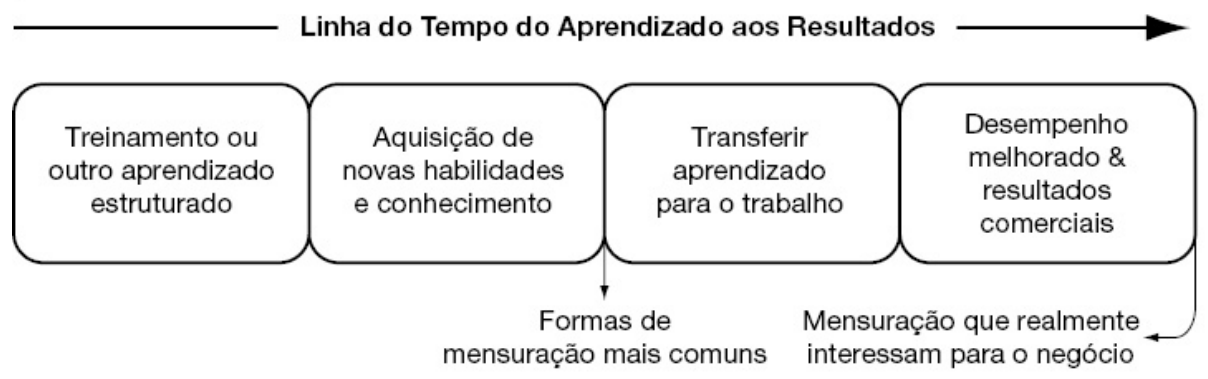 Linha do Tempo do Aprendizado aos Resultados
Treinamento ou
outro aprendizado
estruturado
Aquisição de
novas habilidades
e conhecimento
Transferir
aprendizado
para o trabalho
Desempenho
melhorado &
resultados
comerciais
Formas de
mensuração mais comuns
Mensuração que realmente
interessam para o negócio